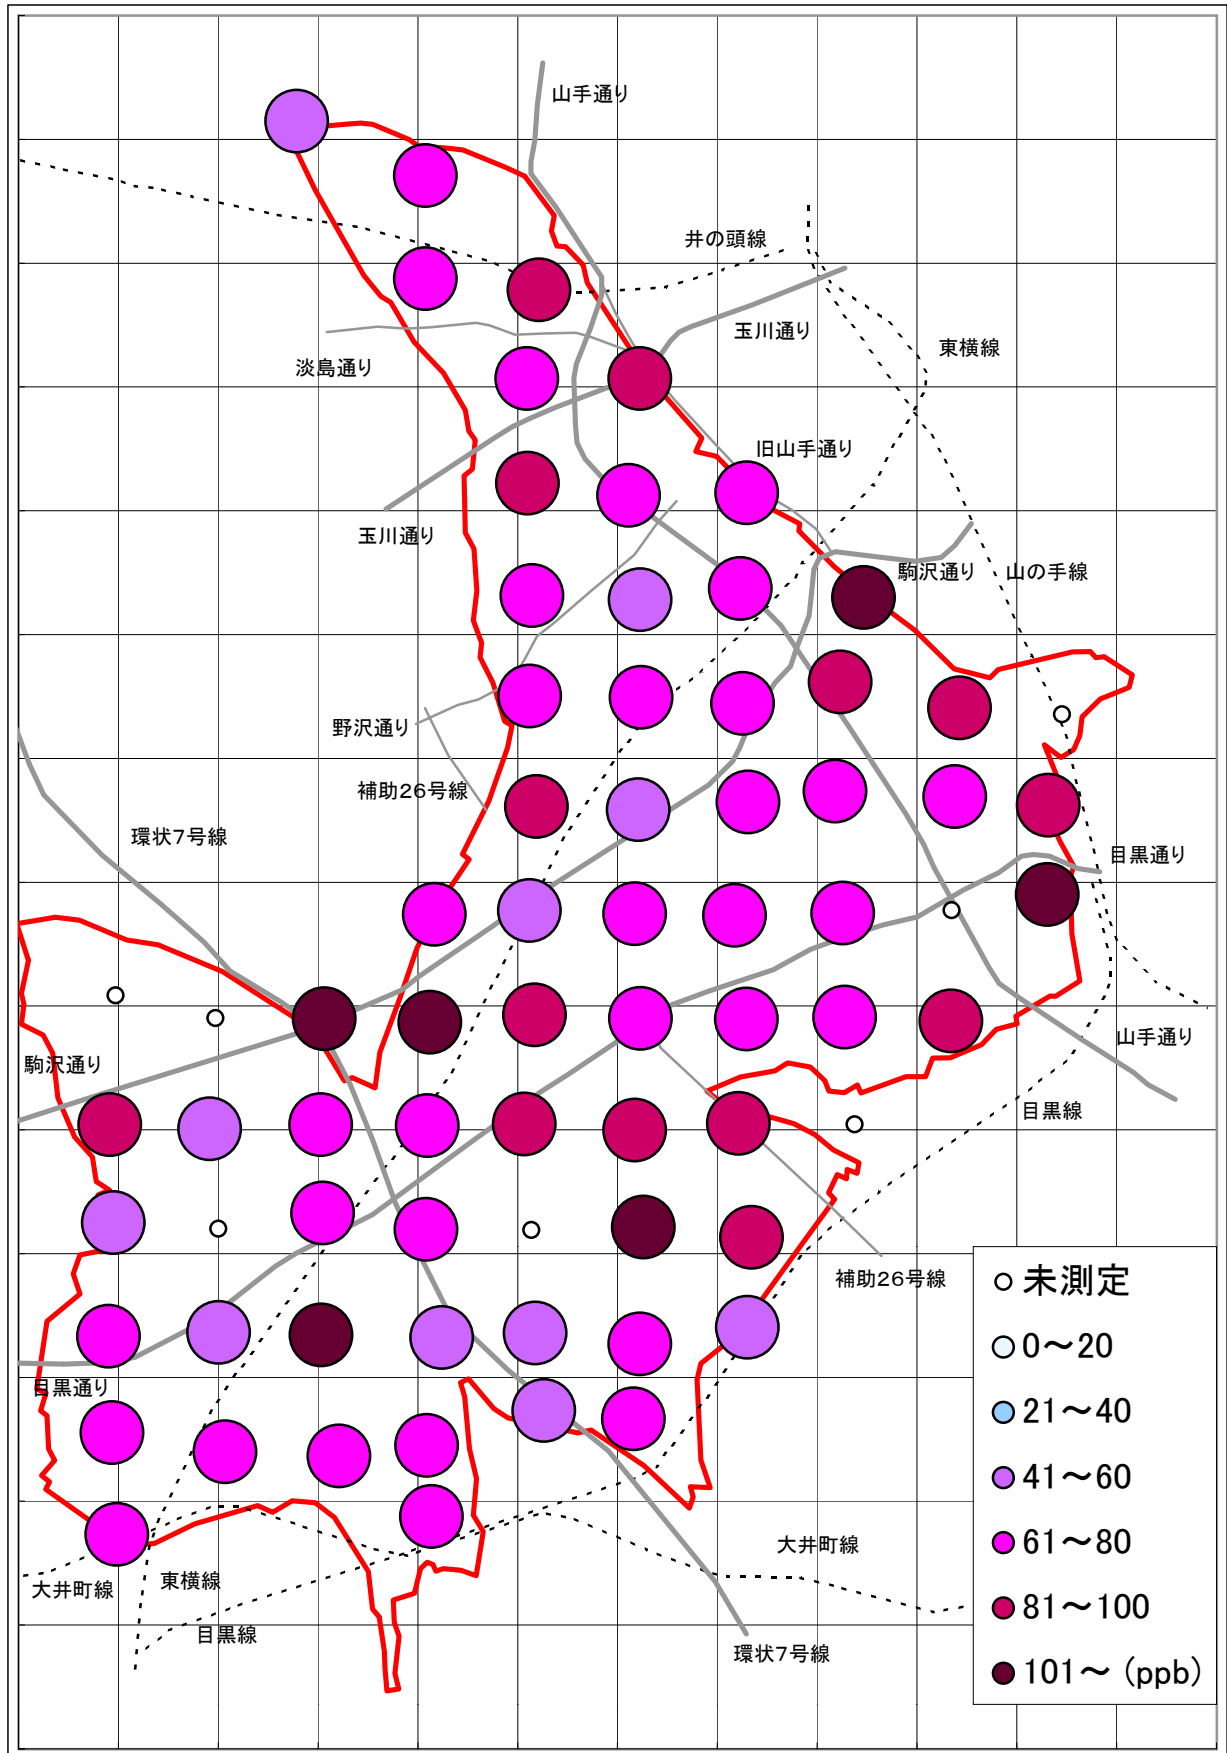 山手通り
井の頭線
玉川通り
東横線
淡島通り
旧山手通り
玉川通り
駒沢通り
山の手線
野沢通り
補助26号線
環状7号線
目黒通り
山手通り
駒沢通り
目黒線
補助26号線
目黒通り
大井町線
東横線
大井町線
目黒線
環状7号線
未測定
0～20
21～40
41～60
61～80
81～100
101～ (ppb)